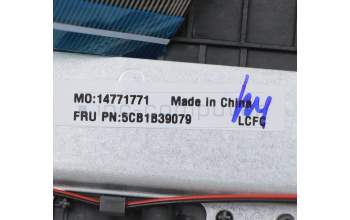 MO:14771771 Made in China
FRU PN:5CB1B39079 LCFC